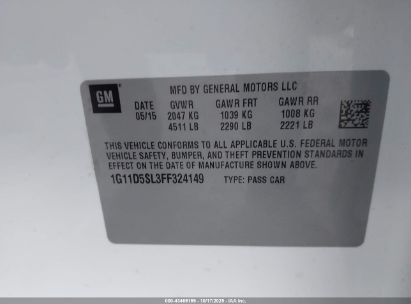 GM
MFD BY GENERAL MOTORS LLC
DATE GVWR GAWR FRT GAWR RR
05/15 2047 KG 1039 KG 1008 KG
4511 LB 2290 LB 2221 LB
THIS VEHICLE CONFORMS TO ALL APPLICABLE U.S. FEDERAL MOTOR
VEHICLE SAFETY, BUMPER, AND THEFT PREVENTION STANDARDS IN
EFFECT ON THE DATE OF MANUFACTURE SHOWN ABOVE.
1G11D5SL3FF324149 TYPE: PASS CAR